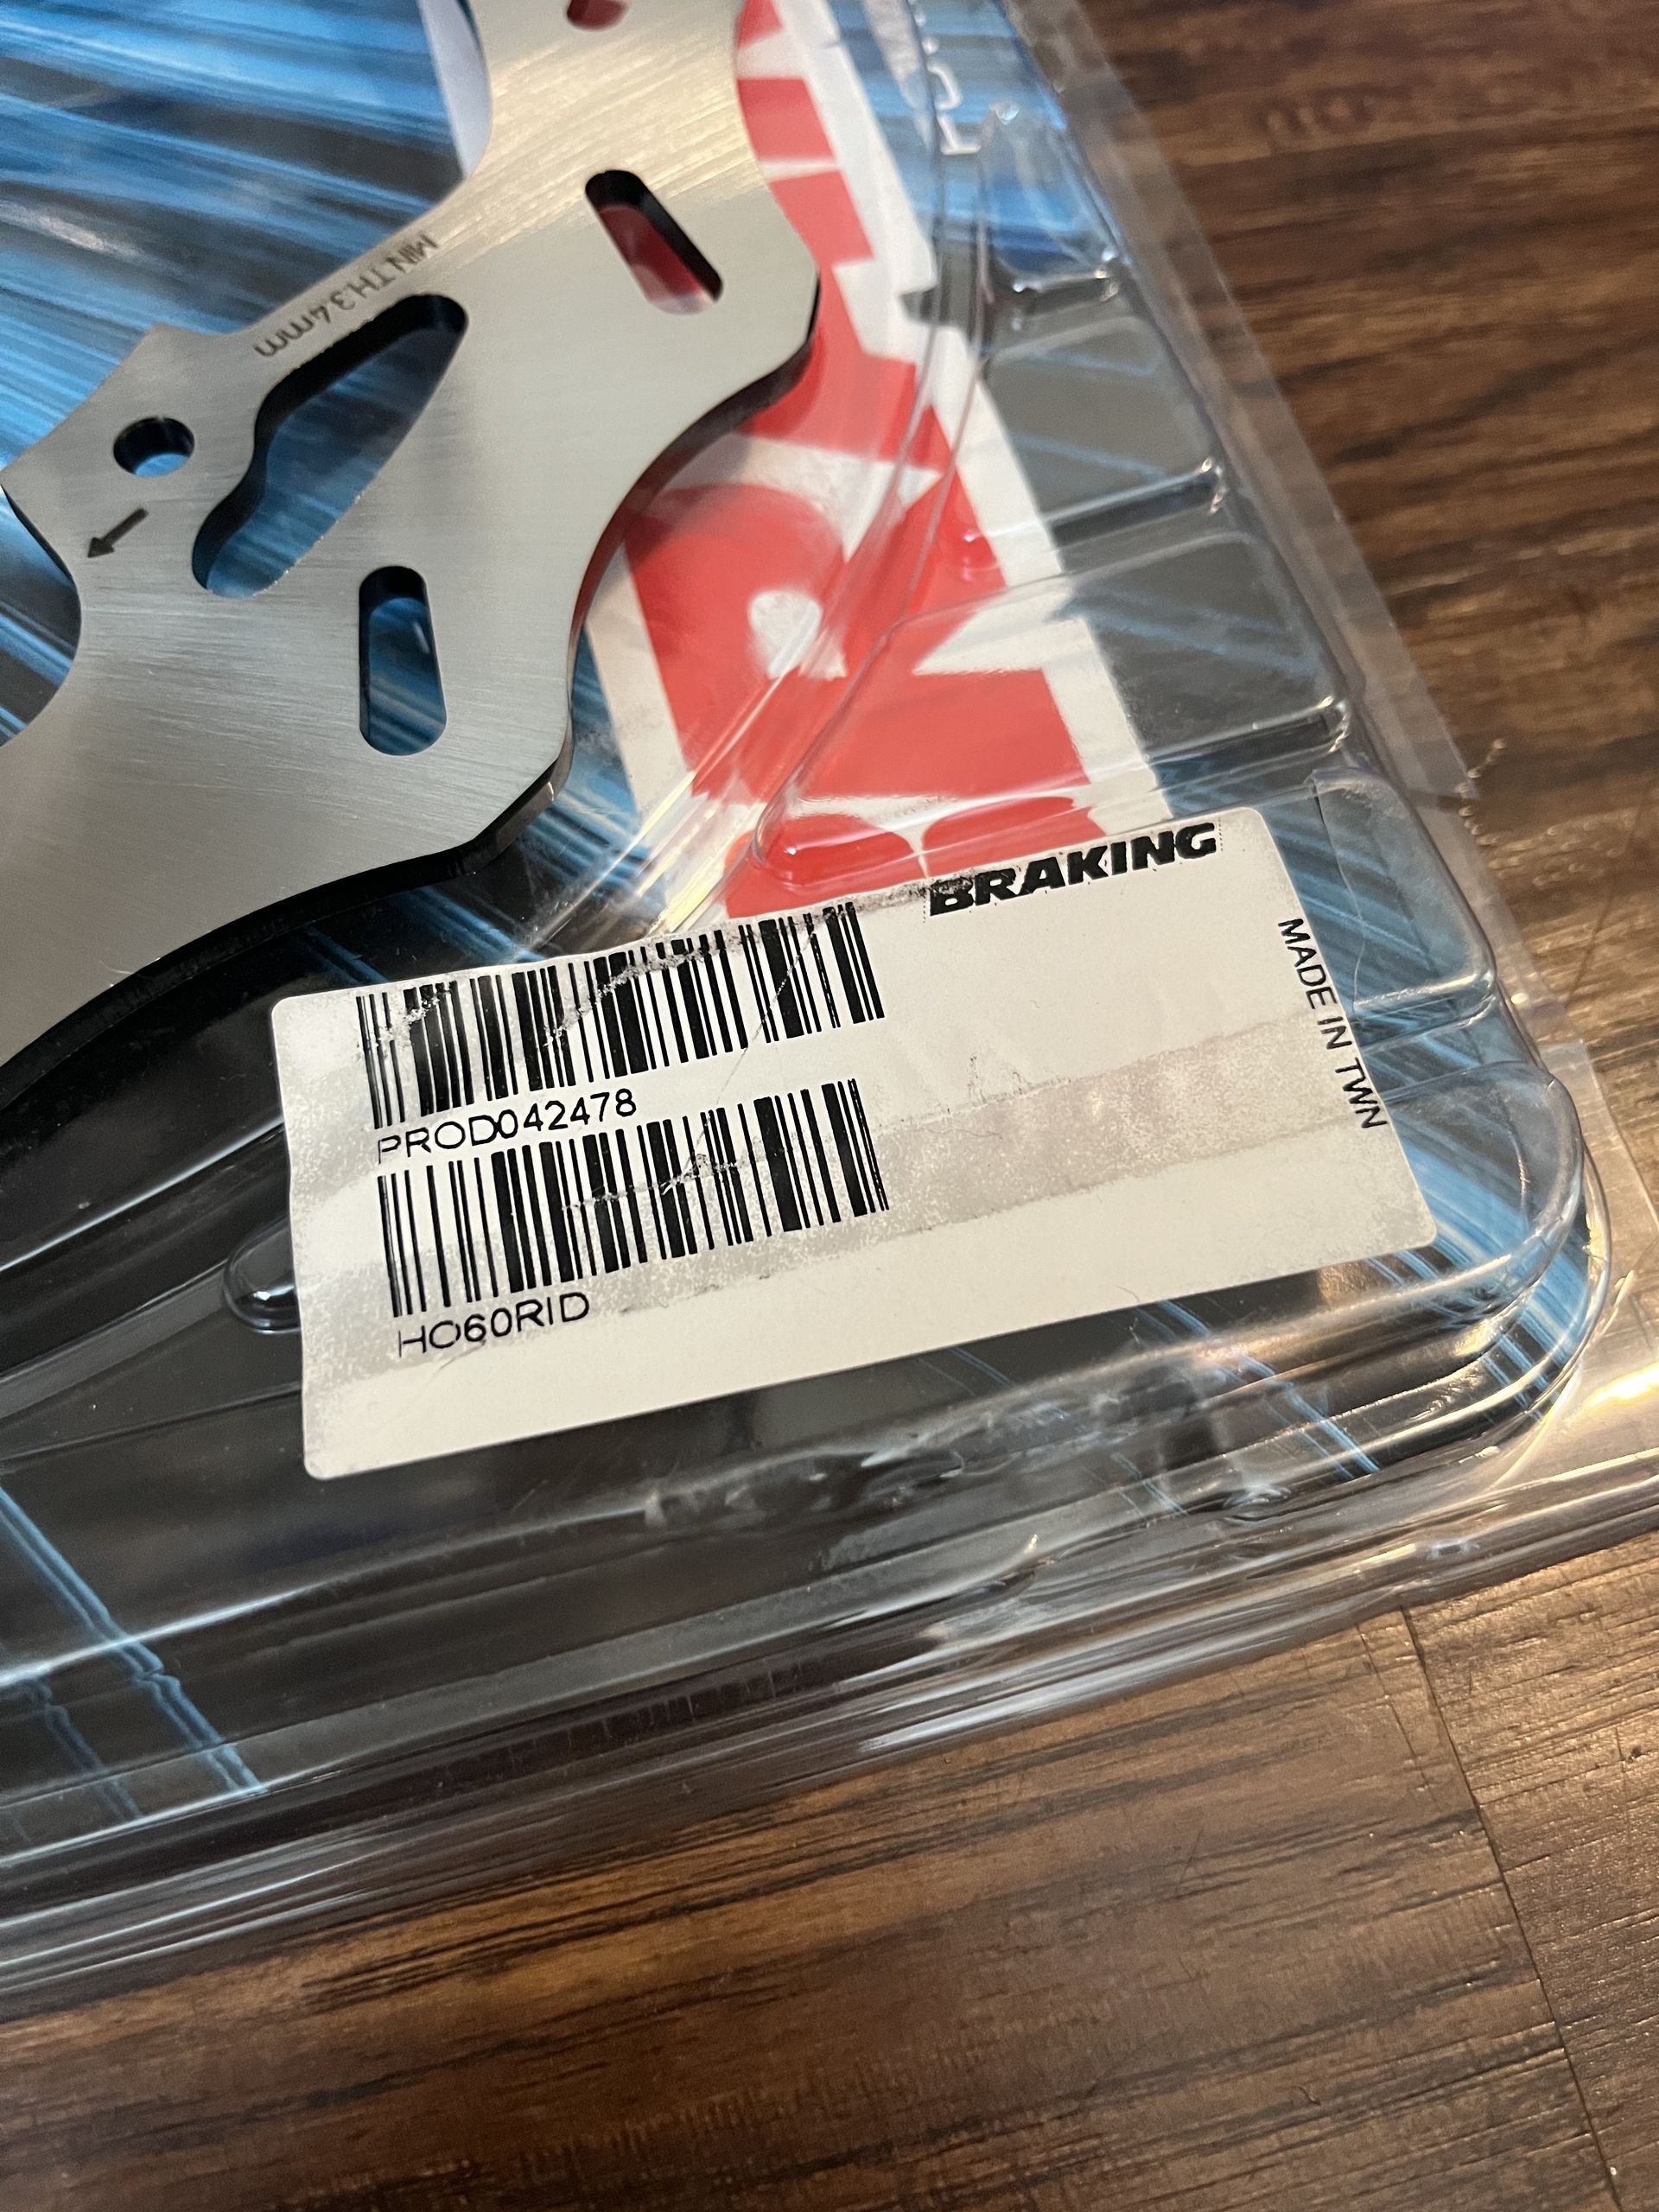 MIN.TH.3.4mm
BRAKING
MADE IN TWN
PROD042478
HO60RID